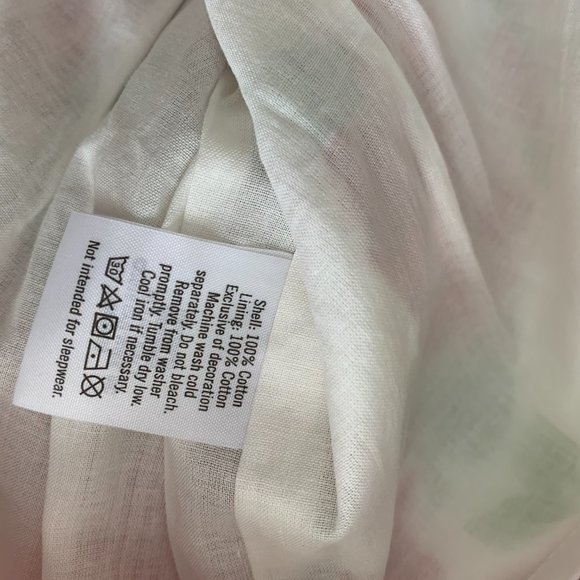 Shell: 100% Cotton
Lining: 100% Cotton
Exclusive of decoration
Machine wash cold
separately. Do not bleach.
Remove from washer
promptly. Tumble dry low.
Cool iron if necessary.
30
Not intended for sleepwear.